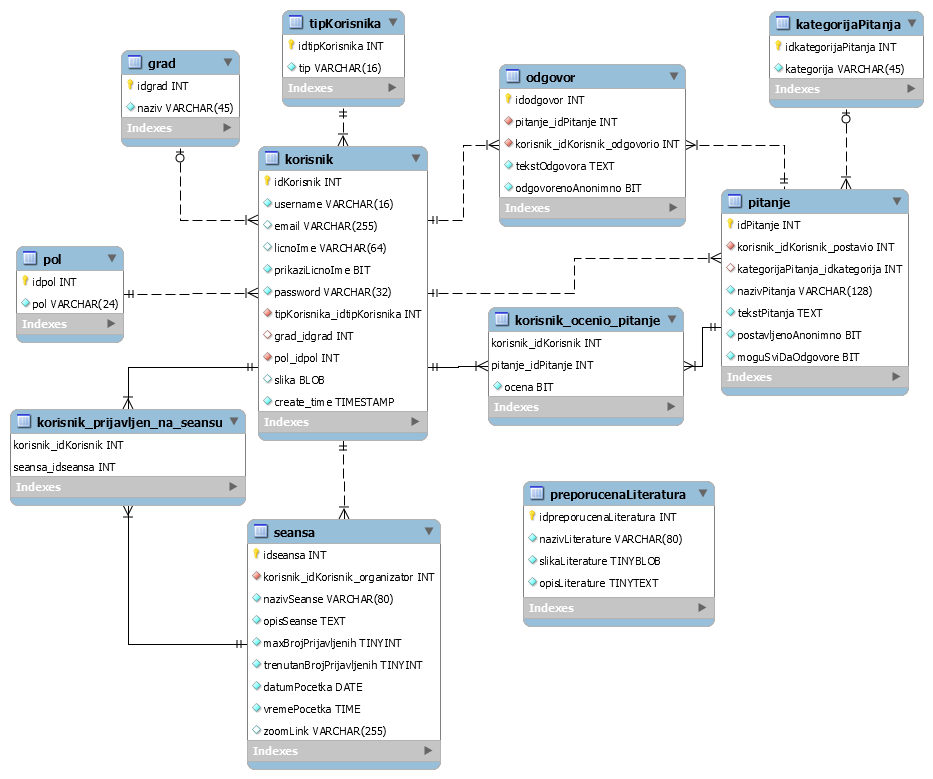 tipKorisnika
idtipKorisnika INT
tip VARCHAR(16)
Indexes
kategorijaPitanja
idkategorijaPitanja INT
kategorija VARCHAR(45)
Indexes
grad
idgrad INT
naziv VARCHAR(45)
Indexes
odgovor
idodgovor INT
pitanje_idPitanje INT
korisnik_idKorisnik_odgovorio INT
tekstOdgovora TEXT
odgovorenoAnonimno BIT
Indexes
korisnik
idKorisnik INT
username VARCHAR(16)
email VARCHAR(255)
licnoIme VARCHAR(64)
prikaziLicnoIme BIT
password VARCHAR(32)
tipKorisnika_idtipKorisnika INT
grad_idgrad INT
pol_idpol INT
slika BLOB
create_time TIMESTAMP
Indexes
pitanje
idPitanje INT
korisnik_idKorisnik_postavio INT
kategorijaPitanja_idkategorija INT
nazivPitanja VARCHAR(128)
tekstPitanja TEXT
postavljenoAnonimno BIT
moguSviDaOdgovore BIT
Indexes
pol
idpol INT
pol VARCHAR(24)
Indexes
korisnik_ocenio_pitanje
korisnik_idKorisnik INT
pitanje_idPitanje INT
ocena BIT
Indexes
korisnik_prijavljen_na_seansu
korisnik_idKorisnik INT
seansa_idseansa INT
Indexes
preporucenaLiteratura
idpreporucenaLiteratura INT
nazivLiterature VARCHAR(80)
slikaLiterature TINYBLOB
opisLiterature TINYTEXT
Indexes
seansa
idseansa INT
korisnik_idKorisnik_organizator INT
nazivSeanse VARCHAR(80)
opisSeanse TEXT
maxBrojPrijavljenih TINYINT
trenutanBrojPrijavljenih TINYINT
datumPocetka DATE
vremePocetka TIME
zoomLink VARCHAR(255)
Indexes